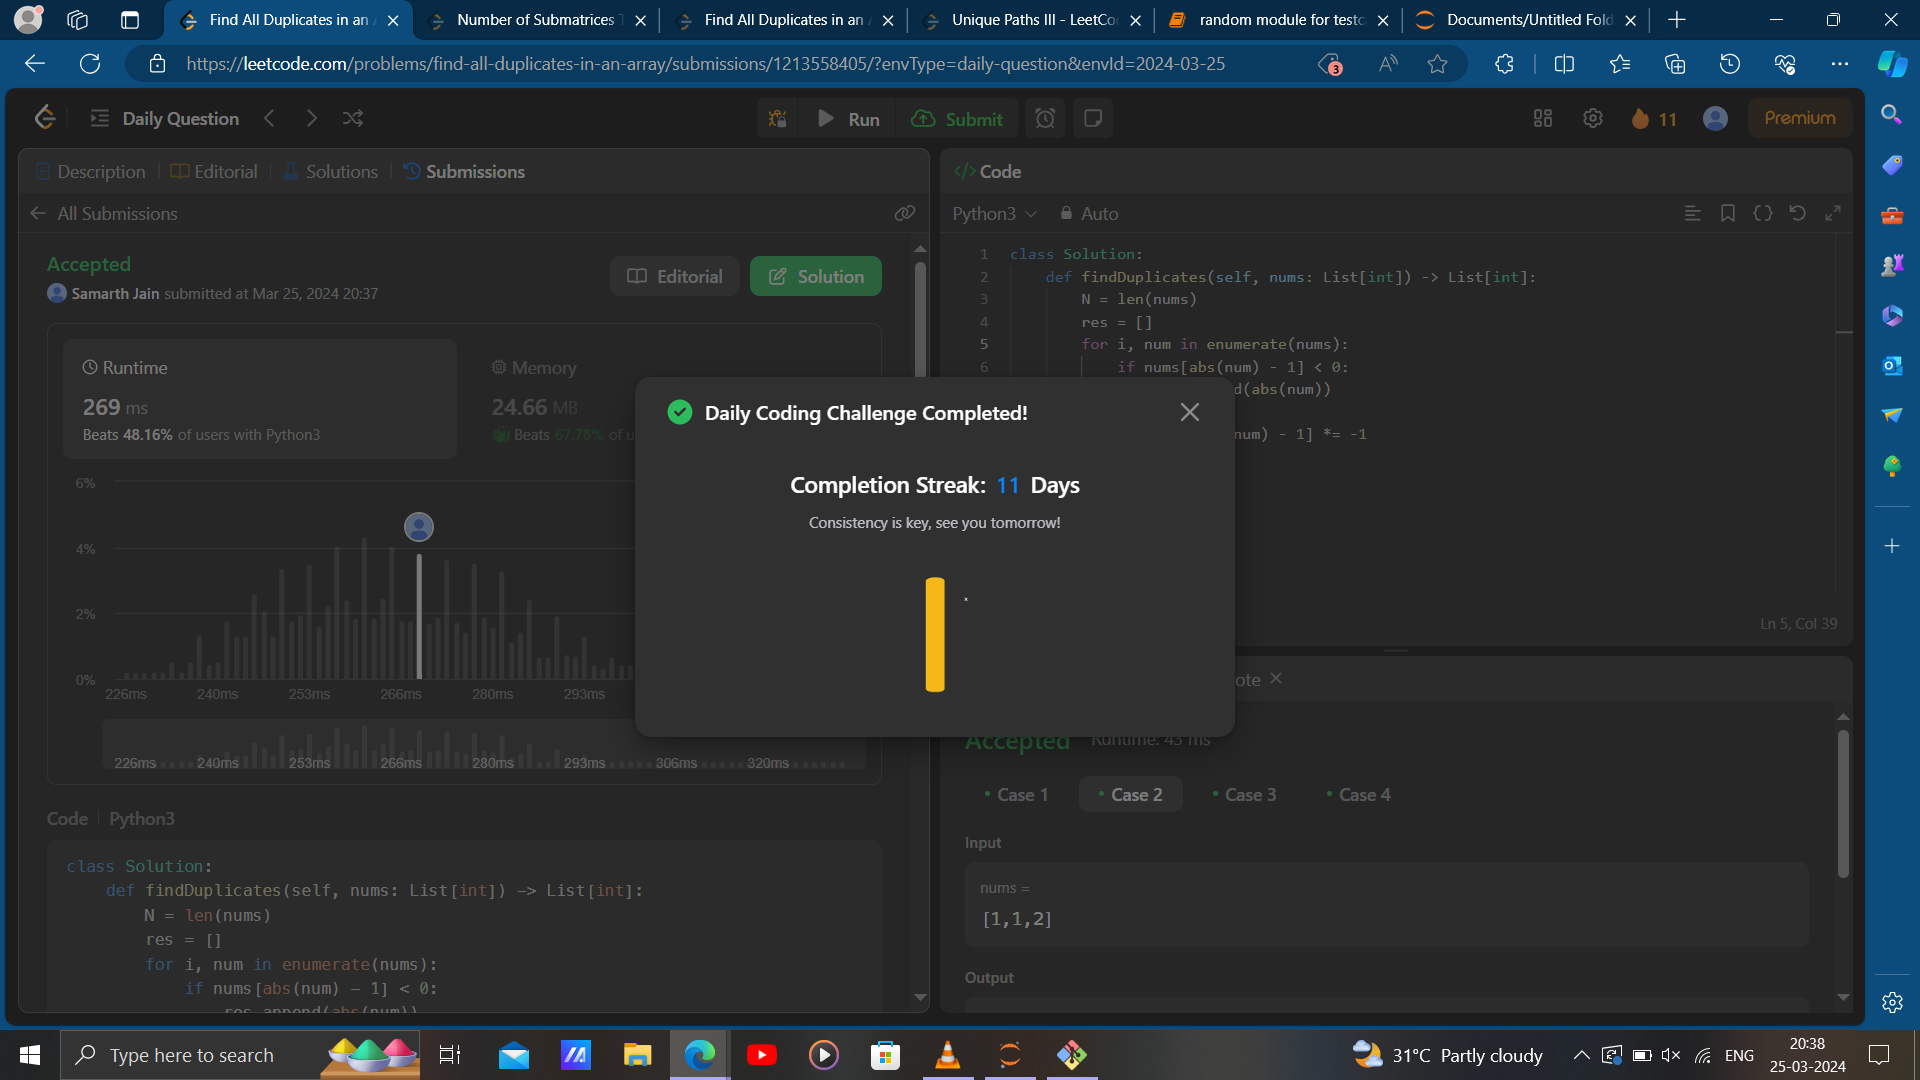 Find All Duplicates in an
Number of Submatrices T
Find All Duplicates in an
Unique Paths III - LeetCo
random module for testc
Documents/Untitled Fold
https://leetcode.com/problems/find-all-duplicates-in-an-array/submissions/1213558405/?envType=daily-question&envId=2024-03-25
3
Daily Question
Run
Submit
11
Premium
Description
Editorial
Solutions
Submissions
All Submissions
Accepted
Samarth Jain submitted at Mar 25, 2024 20:37
Editorial
Solution
Runtime
269 ms
Beats 48.16% of users with Python3
Memory
24.66 MB
Beats 67.78% of u
6%
4%
2%
0%
226ms 240ms 253ms 266ms 280ms 293ms
226ms 240ms 253ms 266ms 280ms 293ms 306ms 320ms
Code | Python3
class Solution:
def findDuplicates(self, nums: List[int]) -> List[int]:
N = len(nums)
res = []
for i, num in enumerate(nums):
if nums[abs(num) - 1] < 0:
res.append(abs(num))
</> Code
Python3
Auto
1 class Solution:
2 def findDuplicates(self, nums: List[int]) -> List[int]:
3 N = len(nums)
4 res = []
5 for i, num in enumerate(nums):
6 if nums[abs(num) - 1] < 0:
d(abs(num))
num) - 1] *= -1
Ln 5, Col 39
Daily Coding Challenge Completed!
Completion Streak: 11 Days
Consistency is key, see you tomorrow!
ote
Accepted Runtime: 43 ms
Case 1
Case 2
Case 3
Case 4
Input
nums =
[1,1,2]
Output
Type here to search
31°C Partly cloudy
ENG
20:38
25-03-2024